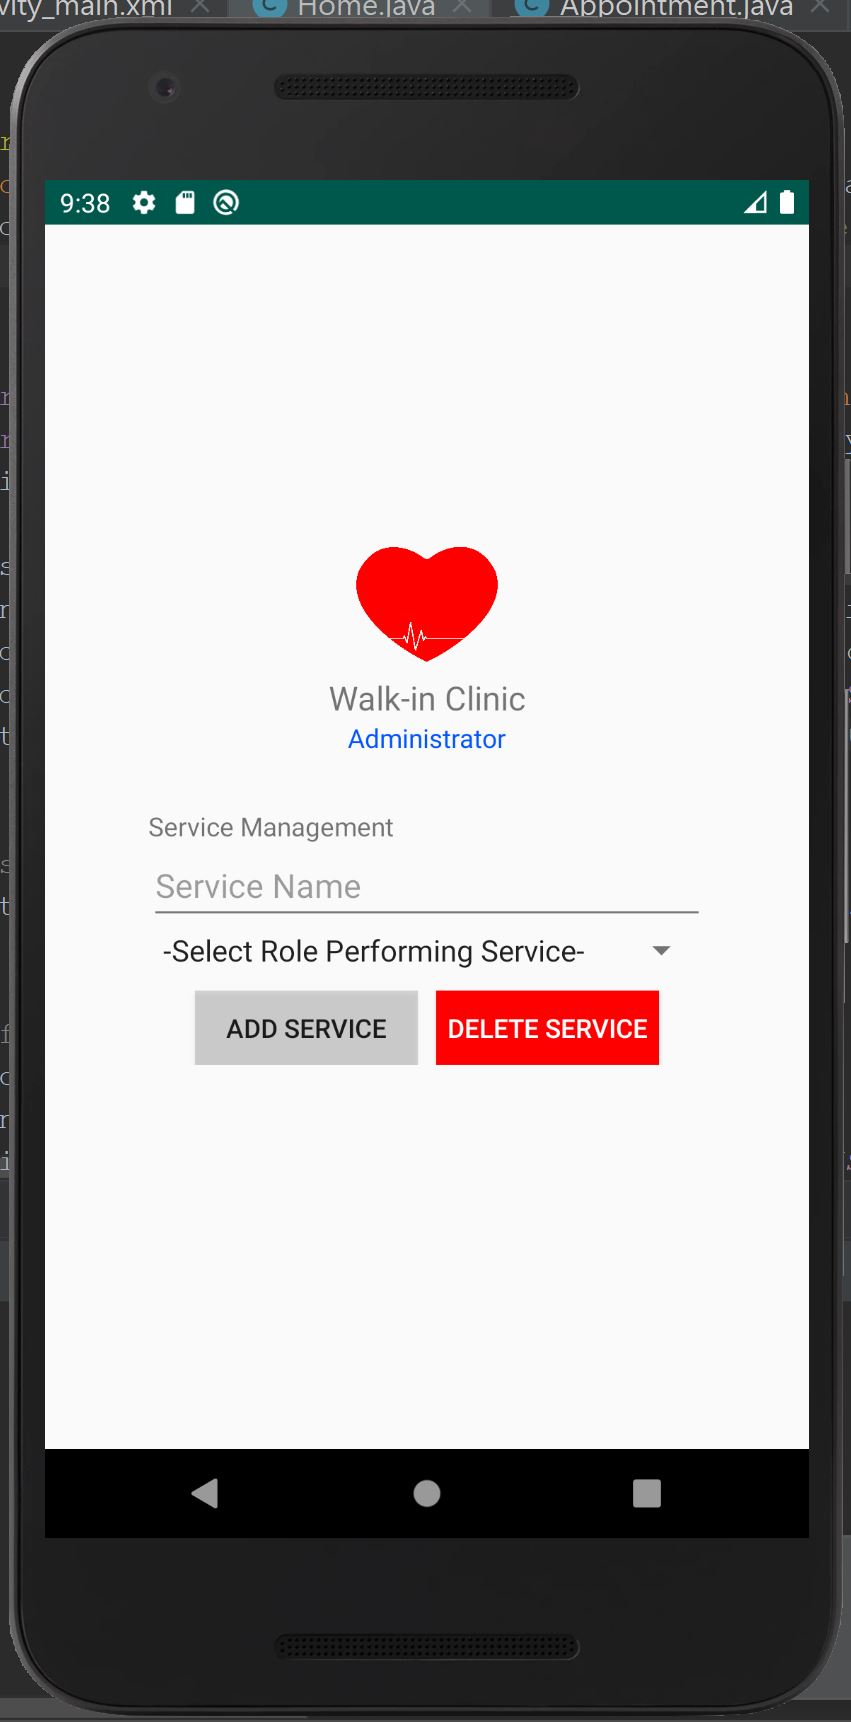 vity_main.xml Home.java Appointment.java
9:38
Walk-in Clinic
Administrator
Service Management
Service Name
-Select Role Performing Service-
ADD SERVICE DELETE SERVICE